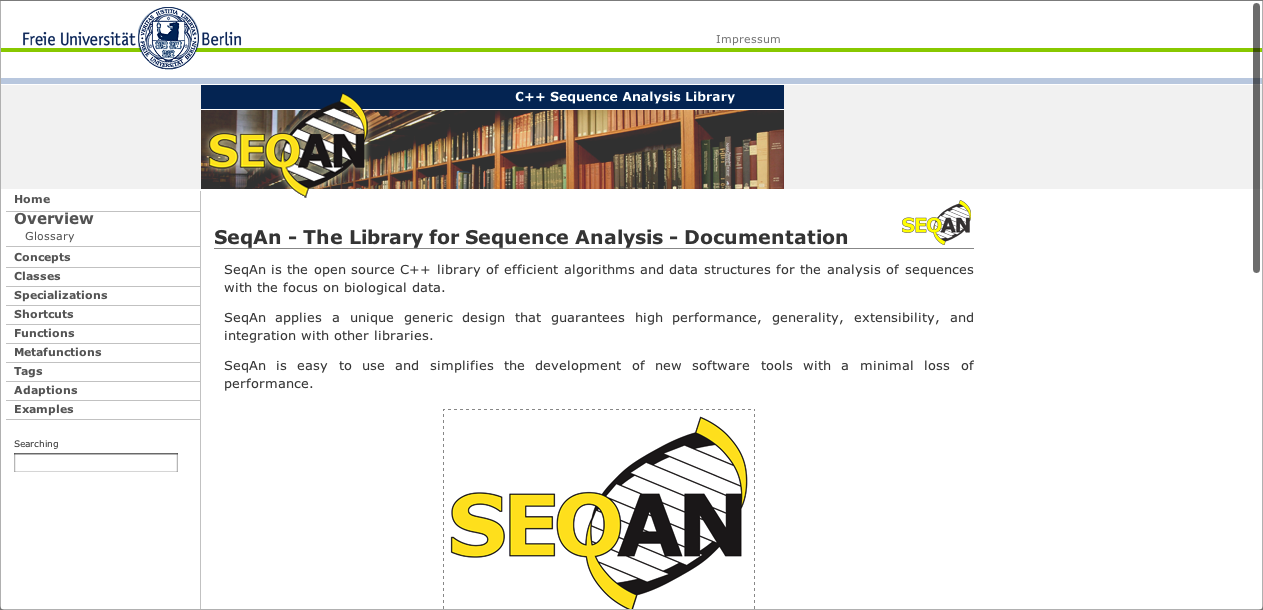 Freie Universität Berlin
Impressum
C++ Sequence Analysis Library
SEQAN
Home
Overview
Glossary
Concepts
Classes
Specializations
Shortcuts
Functions
Metafunctions
Tags
Adaptions
Examples
Searching
SEQAN
SeqAn - The Library for Sequence Analysis - Documentation
SeqAn is the open source C++ library of efficient algorithms and data structures for the analysis of sequences
with the focus on biological data.
SeqAn applies a unique generic design that guarantees high performance, generality, extensibility, and
integration with other libraries.
SeqAn is easy to use and simplifies the development of new software tools with a minimal loss of
performance.
SEQAN